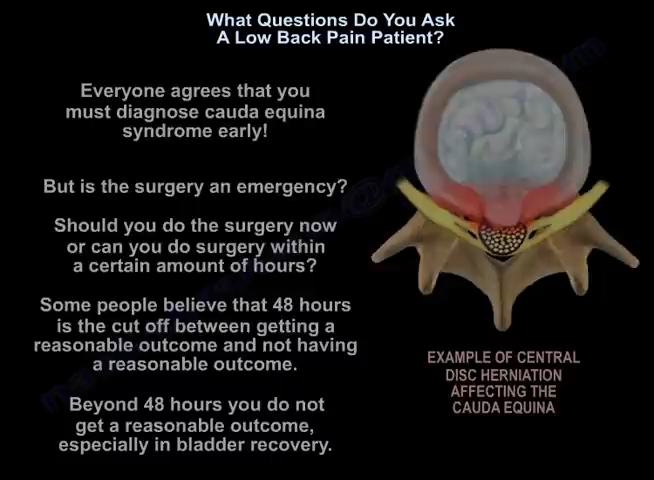 What Questions Do You Ask
A Low Back Pain Patient?
Everyone agrees that you
must diagnose cauda equina
syndrome early!
But is the surgery an emergency?
Should you do the surgery now
or can you do surgery within
a certain amount of hours?
Some people believe that 48 hours
is the cut off between getting a
reasonable outcome and not having
a reasonable outcome.
Beyond 48 hours you do not
get a reasonable outcome,
especially in bladder recovery.
EXAMPLE OF CENTRAL
DISC HERNIATION
AFFECTING THE
CAUDA EQUINA